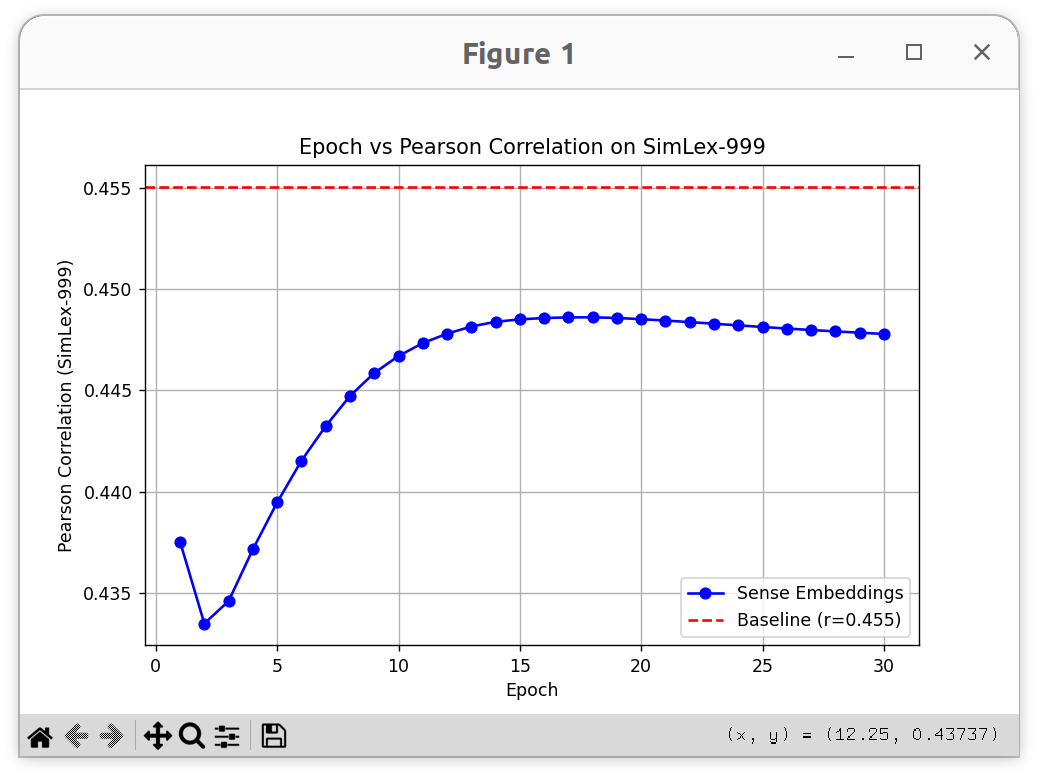 Figure 1
Epoch vs Pearson Correlation on SimLex-999
Pearson Correlation (SimLex-999)
0.455
0.450
0.445
0.440
0.435
0 5 10 15 20 25 30
Epoch
Sense Embeddings
Baseline (r=0.455)
(x, y) = (12.25, 0.43737)